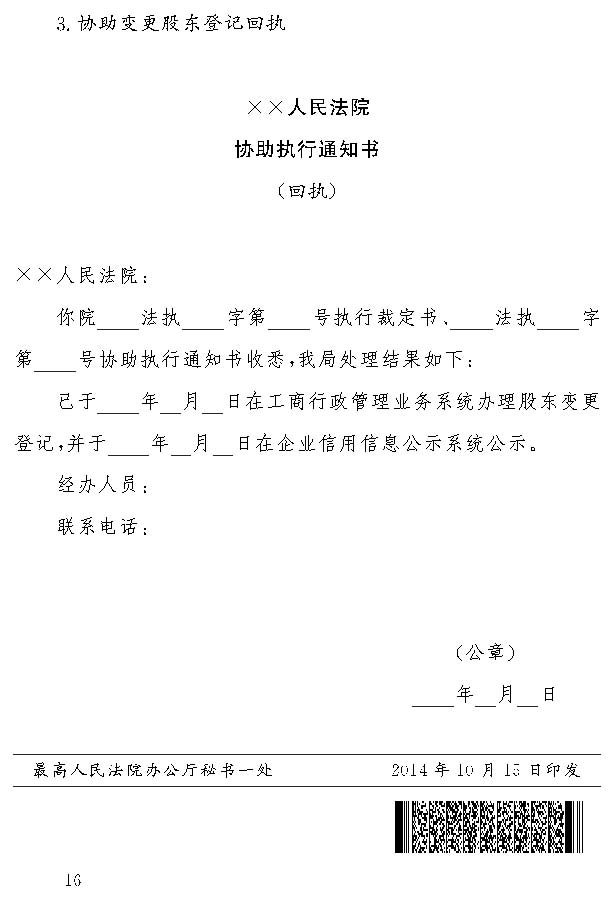 3. 协助变更股东登记回执
××人民法院
协助执行通知书
(回执)
××人民法院:
你院____法执____字第____号执行裁定书、____法执____字
第____号协助执行通知书收悉,我局处理结果如下:
已于____年__月__日在工商行政管理业务系统办理股东变更
登记,并于____年__月__日在企业信用信息公示系统公示。
经办人员:
联系电话:
(公章)
____年__月__日
最高人民法院办公厅秘书一处 2014年10月15日印发
16